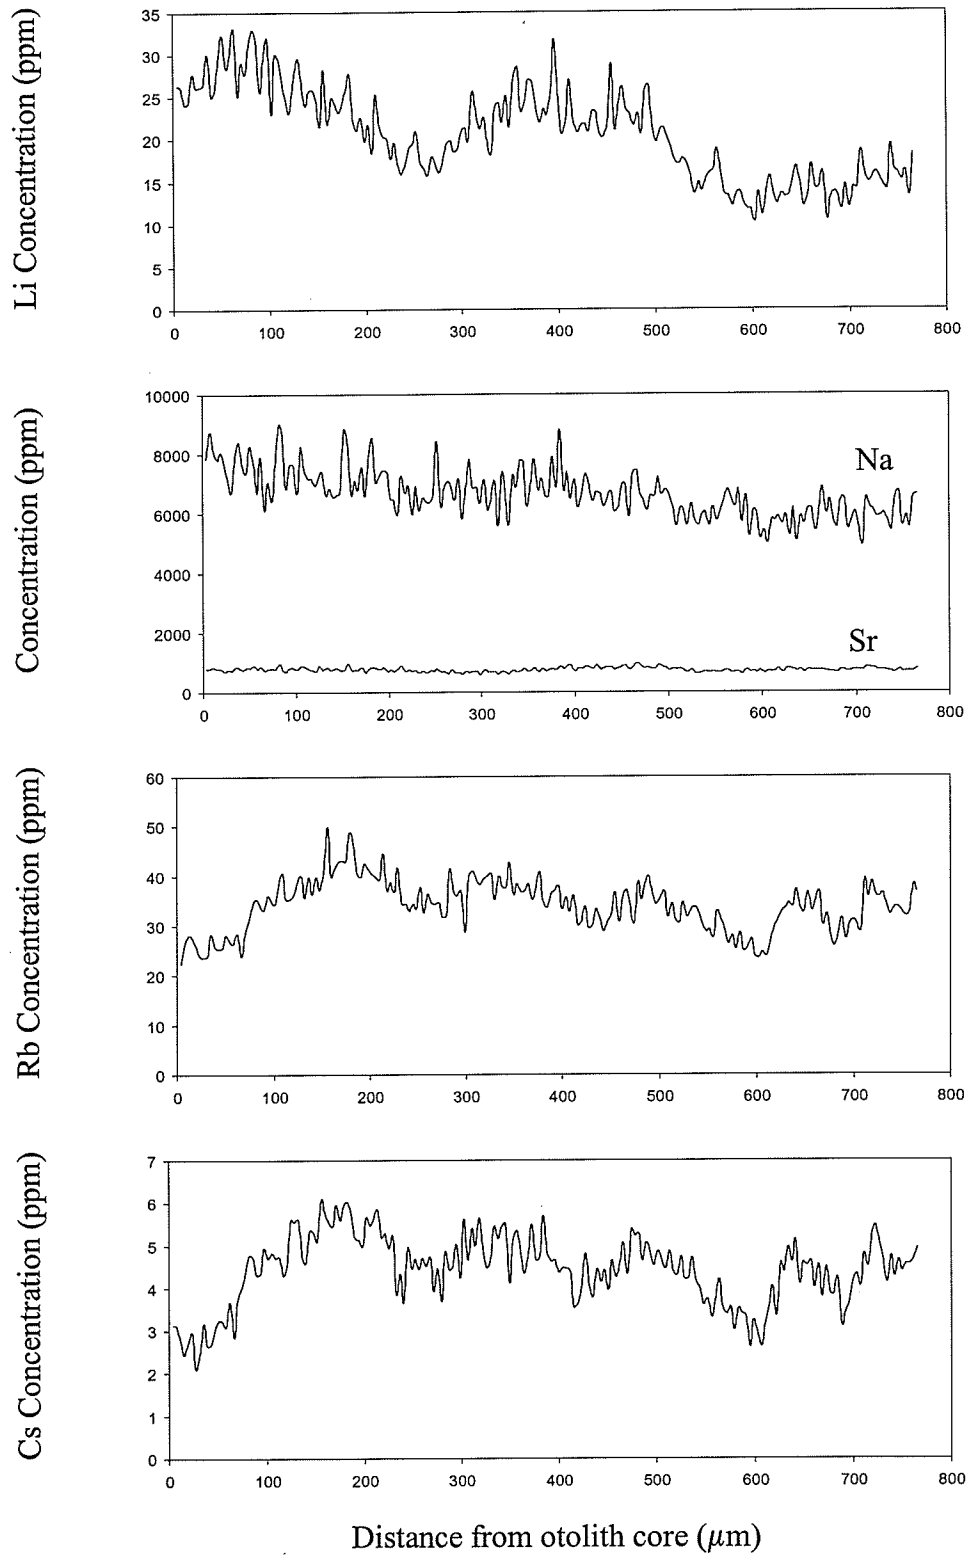 Li Concentration (ppm)
35
30
25
20
15
10
5
0
0 100 200 300 400 500 600 700 800
Concentration (ppm)
10000
8000
6000
4000
2000
0
Na
Sr
0 100 200 300 400 500 600 700 800
Rb Concentration (ppm)
60
50
40
30
20
10
0
0 100 200 300 400 500 600 700 800
Cs Concentration (ppm)
7
6
5
4
3
2
1
0
0 100 200 300 400 500 600 700 800
Distance from otolith core (μm)